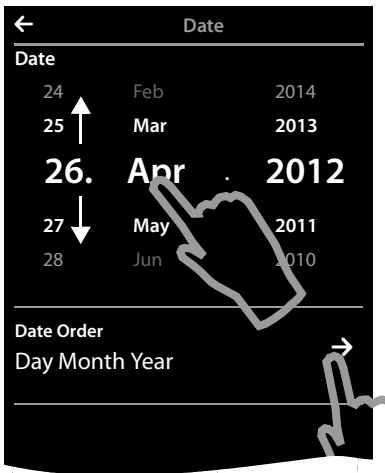 Date
Date
24 Feb 2014
25 Mar 2013
26. Apr . 2012
27 May 2011
28 Jun 2010
Date Order
Day Month Year